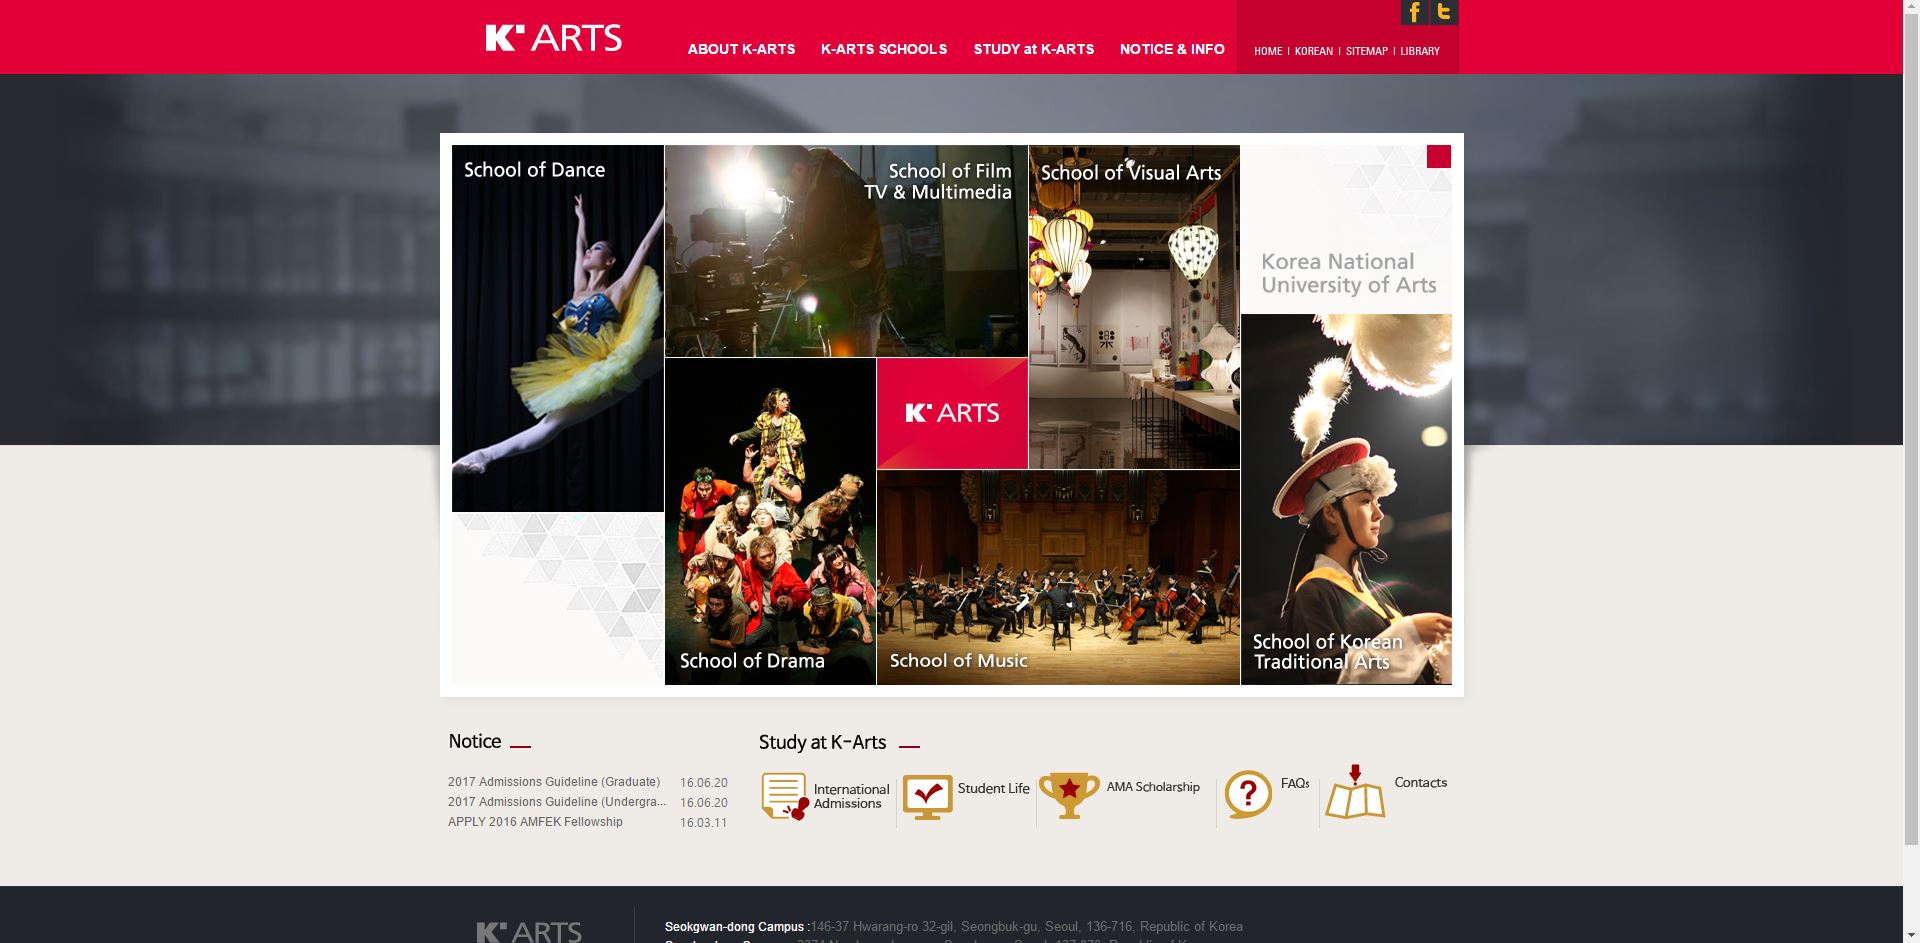 K'ARTS
ABOUT K-ARTS
K-ARTS SCHOOLS
STUDY at K-ARTS
NOTICE & INFO
HOME | KOREAN | SITEMAP | LIBRARY
School of Dance
School of Film
TV & Multimedia
School of Visual Arts
Korea National
University of Arts
K'ARTS
School of Drama
School of Music
School of Korean
Traditional Arts
Notice
2017 Admissions Guideline (Graduate) 16.06.20
2017 Admissions Guideline (Undergra... 16.06.20
APPLY 2016 AMFEK Fellowship 16.03.11
Study at K-Arts
International
Admissions
Student Life
AMA Scholarship
FAQs
Contacts
K'ARTS
Seokgwan-dong Campus :146-37 Hwarang-ro 32-gil, Seongbuk-gu, Seoul, 136-716, Republic of Korea